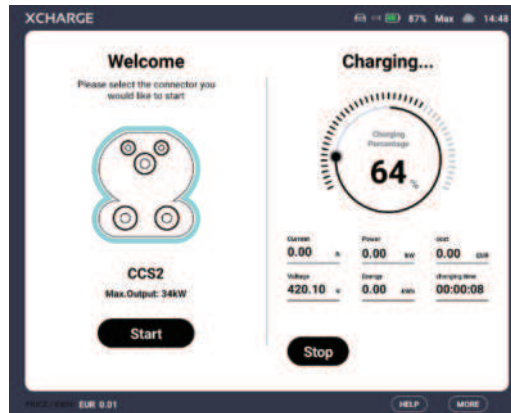 XCHARGE
87% Max 14:48
Welcome
Please select the connector you
would like to start
CCS2
Max.Output: 34kW
Start
Charging...
Charging
Percentage
64 %
Current Power cost
0.00 A 0.00 kW 0.00 EUR
Voltage Energy charging time
420.10 V 0.00 kWh 00:00:08
Stop
EUR 0.01
HELP MORE